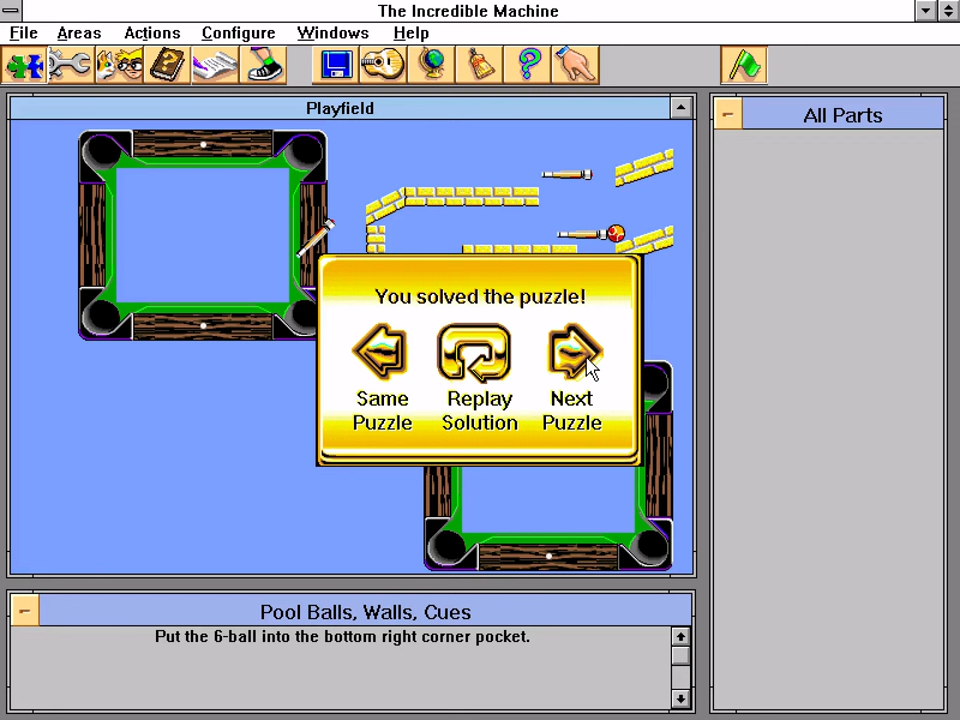 The Incredible Machine
File Areas Actions Configure Windows Help
Playfield
All Parts
You solved the puzzle!
Same Puzzle
Replay Solution
Next Puzzle
Pool Balls, Walls, Cues
Put the 6-ball into the bottom right corner pocket.